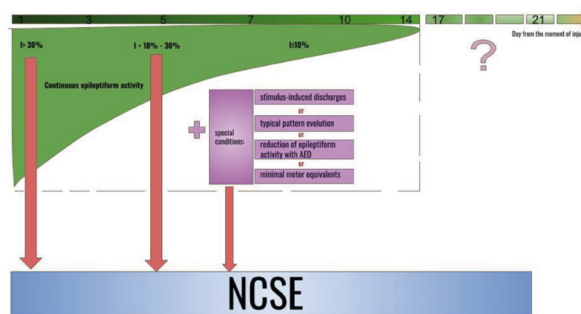 1 3 5 7 10 14 17 21
Day from the moment of inju
I> 30%
I = 10% - 30%
I≤10%
?
Continuous epileptiform activity
special
conditions:
stimulus-induced discharges
or
typical pattern evolution
or
reduction of epileptiform
activity with AED
or
minimal motor equivalents
NCSE